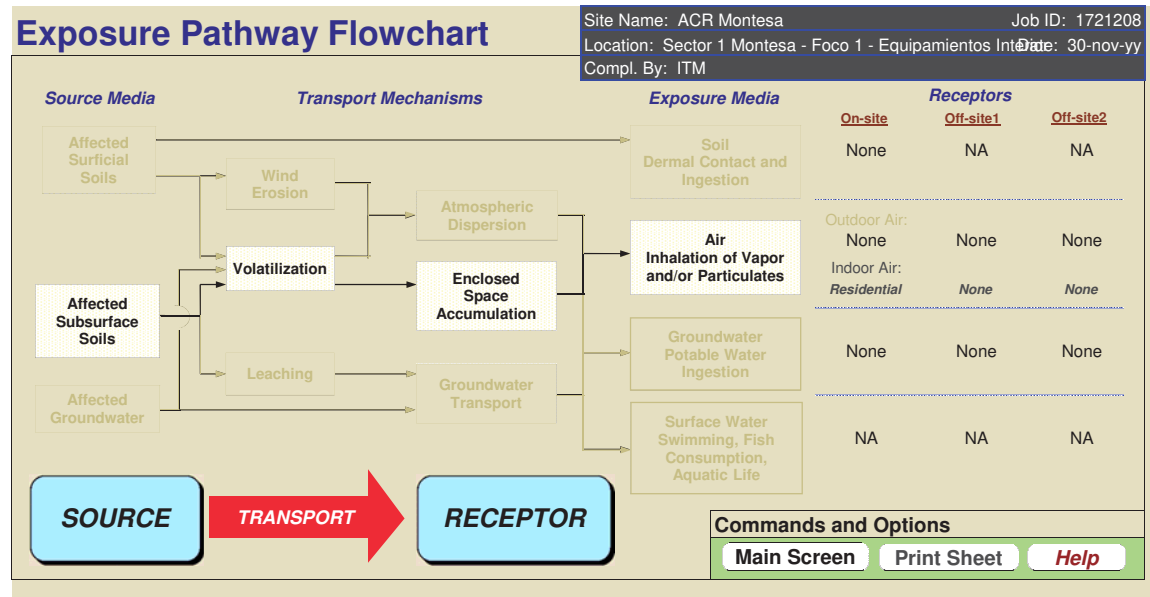 Exposure Pathway Flowchart
Site Name: ACR Montesa Job ID: 1721208
Location: Sector 1 Montesa - Foco 1 - Equipamientos Date: 30-nov-yy
Compl. By: ITM
Source Media
Transport Mechanisms
Exposure Media
Receptors
On-site Off-site1 Off-site2
Affected
Surficial
Soils
Wind
Erosion
Atmospheric
Dispersion
Soil
Dermal Contact and
Ingestion
None NA NA
Volatilization
Affected
Subsurface
Soils
Enclosed
Space
Accumulation
Air
Inhalation of Vapor
and/or Particulates
Outdoor Air:
None None None
Indoor Air:
Residential None None
Leaching
Affected
Groundwater
Groundwater
Transport
Groundwater
Potable Water
Ingestion
None None None
Surface Water
Swimming, Fish
Consumption,
Aquatic Life
NA NA NA
SOURCE
TRANSPORT
RECEPTOR
Commands and Options
Main Screen
Print Sheet
Help